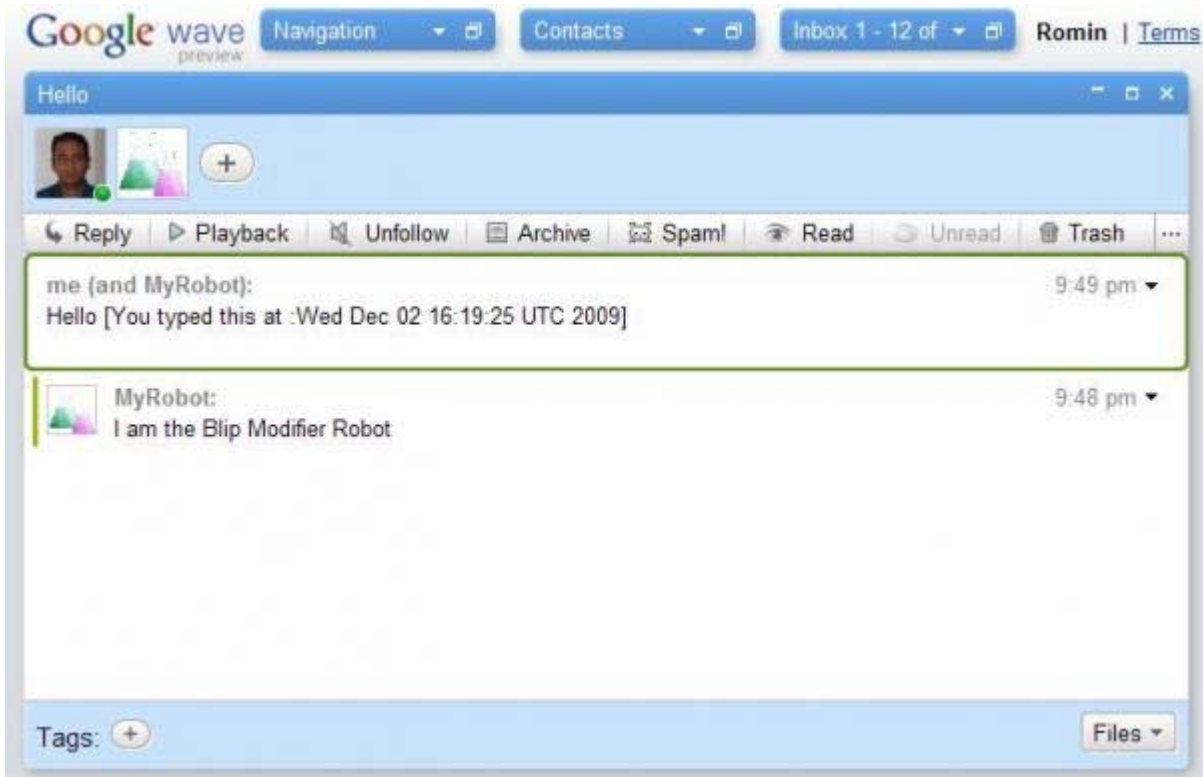 Google wave
preview
Navigation
Contacts
Inbox 1 - 12 of
Romin | Terms
Hello
Reply
Playback
Unfollow
Archive
Spam!
Read
Unread
Trash
...
me (and MyRobot):
9:49 pm
Hello [You typed this at :Wed Dec 02 16:19:25 UTC 2009]
MyRobot:
9:48 pm
I am the Blip Modifier Robot
Tags:
Files